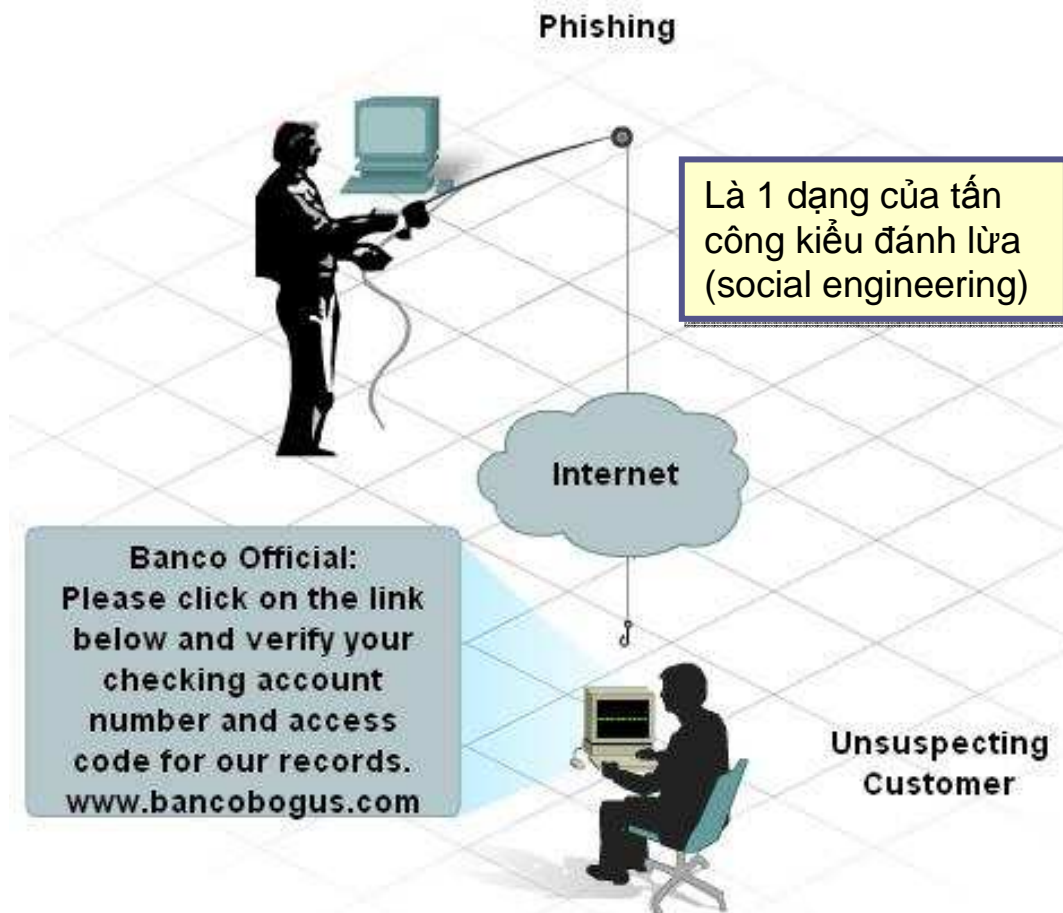 Phishing
Là 1 dạng của tấn
công kiểu đánh lừa
(social engineering)
Internet
Banco Official:
Please click on the link
below and verify your
checking account
number and access
code for our records.
www.bancobogus.com
Unsuspecting
Customer